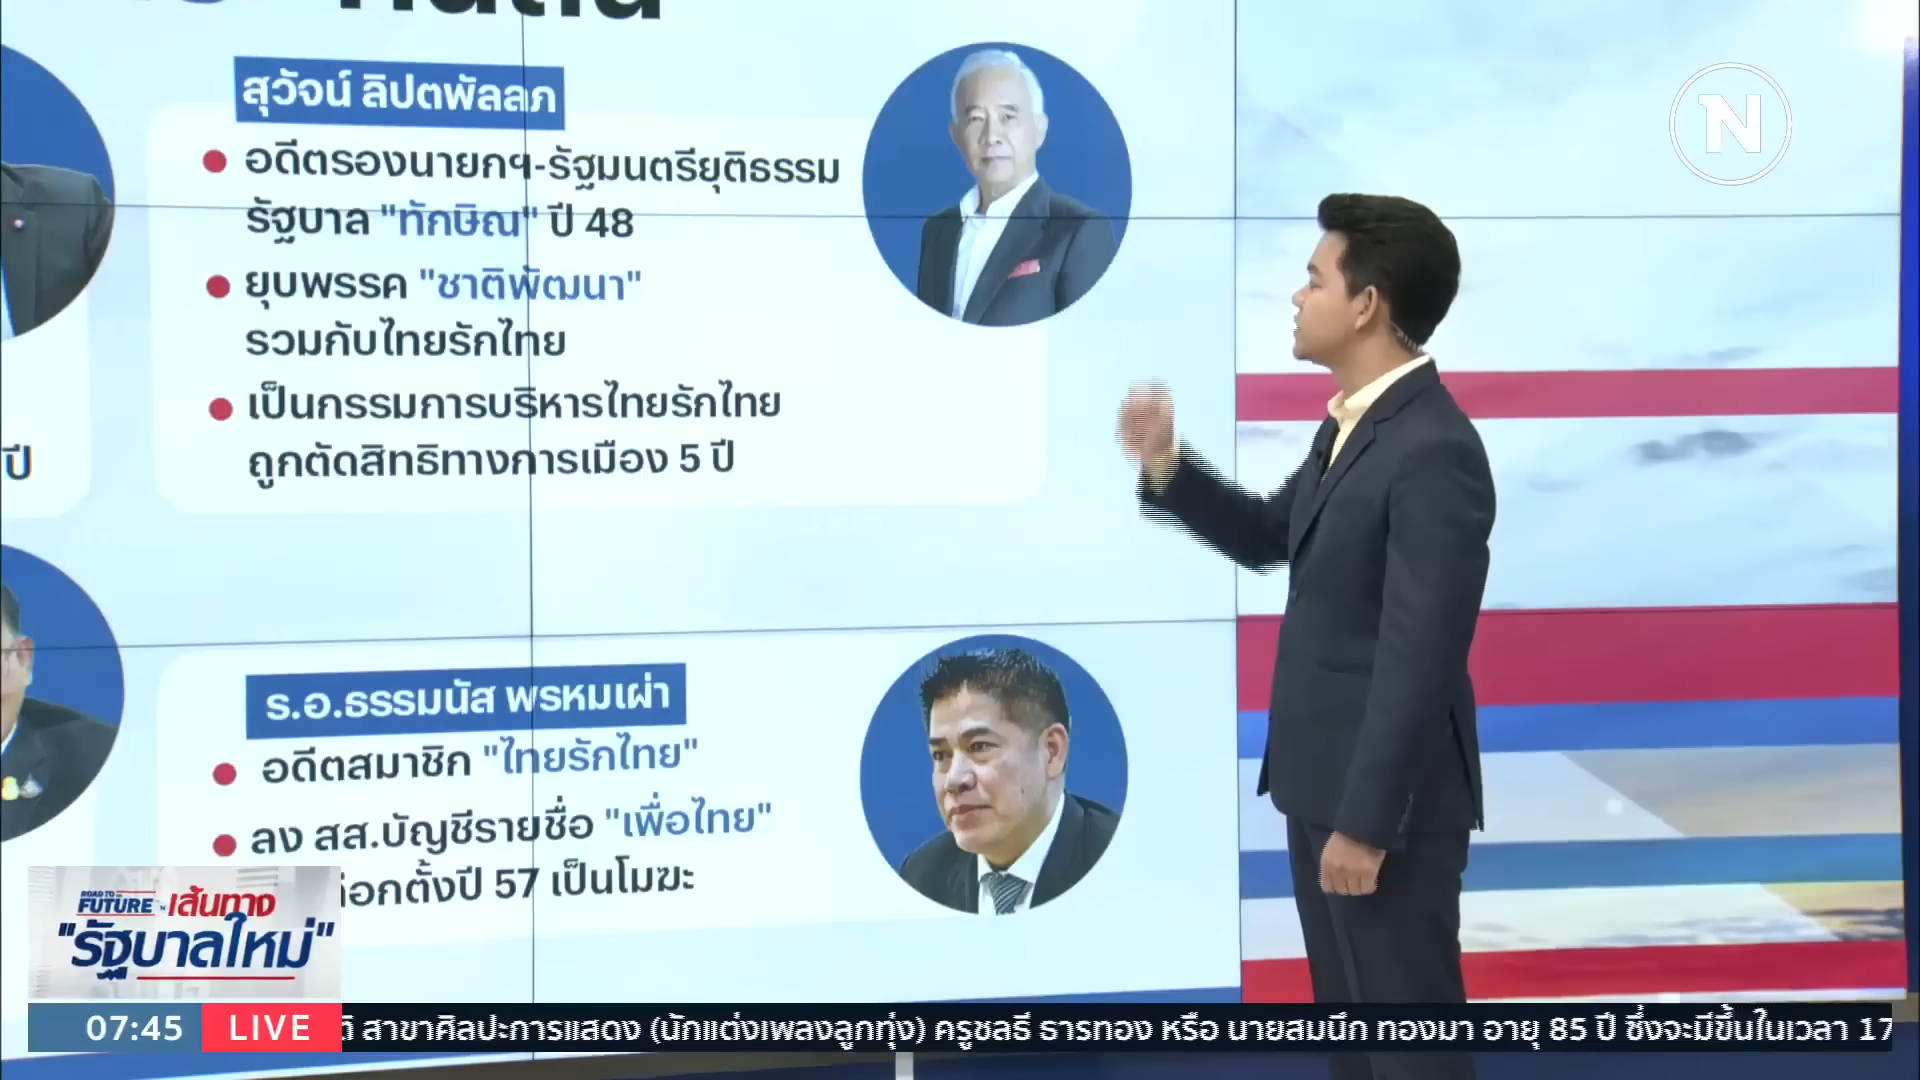 สุวัจน์ ลิปตพัลลภ
อดีตรองนายกฯ-รัฐมนตรียุติธรรม
รัฐบาล "ทักษิณ" ปี 48
ยุบพรรค "ชาติพัฒนา"
รวมกับไทยรักไทย
เป็นกรรมการบริหารไทยรักไทย
ถูกตัดสิทธิทางการเมือง 5 ปี
ปี
ร.อ.ธรรมนัส พรหมเผ่า
อดีตสมาชิก "ไทยรักไทย"
ลง สส.บัญชีรายชื่อ "เพื่อไทย"
ลือกตั้งปี 57 เป็นโมฆะ
N
ROAD TO FUTURE เส้นทาง
"รัฐบาลใหม่"
07:45 LIVE ติ สาขาศิลปะการแสดง (นักแต่งเพลงลูกทุ่ง) ครูชลธี ธารทอง หรือ นายสมนึก ทองมา อายุ 85 ปี ซึ่งจะมีขึ้นในเวลา 17